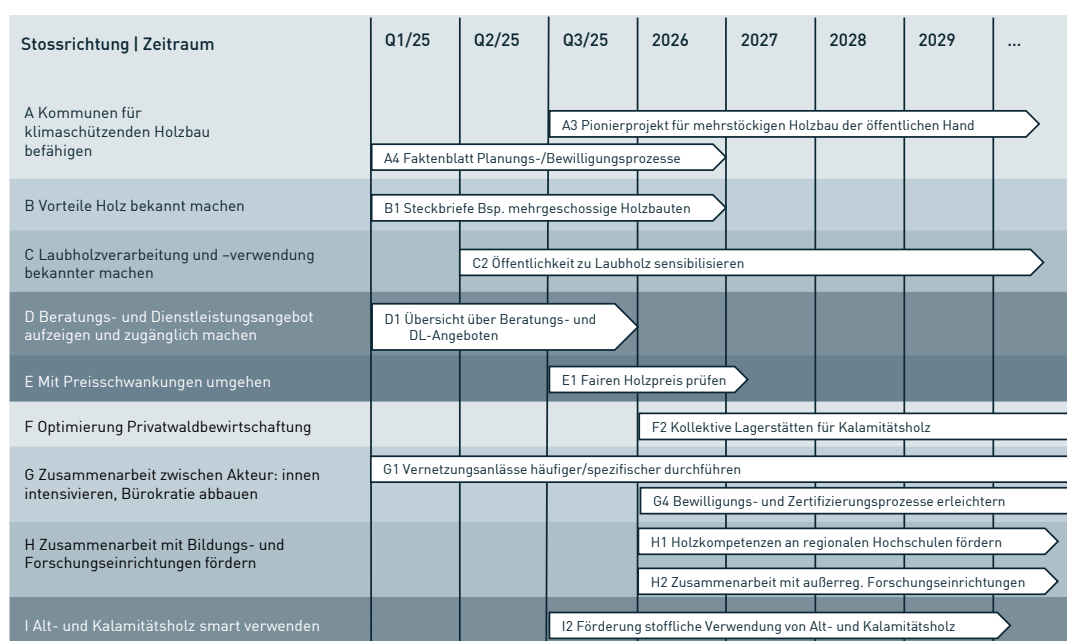 Stossrichtung | Zeitraum
Q1/25
Q2/25
Q3/25
2026
2027
2028
2029
...
A Kommunen für
klimaschützenden Holzbau
befähigen
A3 Pionierprojekt für mehrstöckigen Holzbau der öffentlichen Hand
A4 Faktenblatt Planungs-/Bewilligungsprozesse
B Vorteile Holz bekannt machen
B1 Steckbriefe Bsp. mehrgeschossige Holzbauten
C Laubholzverarbeitung und –verwendung
bekannter machen
C2 Öffentlichkeit zu Laubholz sensibilisieren
D Beratungs- und Dienstleistungsangebot
aufzeigen und zugänglich machen
D1 Übersicht über Beratungs- und
DL-Angeboten
E Mit Preisschwankungen umgehen
E1 Fairen Holzpreis prüfen
F Optimierung Privatwaldbewirtschaftung
F2 Kollektive Lagerstätten für Kalamitätsholz
G Zusammenarbeit zwischen Akteur: innen
intensivieren, Bürokratie abbauen
G1 Vernetzungsanlässe häufiger/spezifischer durchführen
G4 Bewilligungs- und Zertifizierungsprozesse erleichtern
H Zusammenarbeit mit Bildungs- und
Forschungseinrichtungen fördern
H1 Holzkompetenzen an regionalen Hochschulen fördern
H2 Zusammenarbeit mit außerreg. Forschungseinrichtungen
I Alt- und Kalamitätsholz smart verwenden
I2 Förderung stoffliche Verwendung von Alt- und Kalamitätsholz